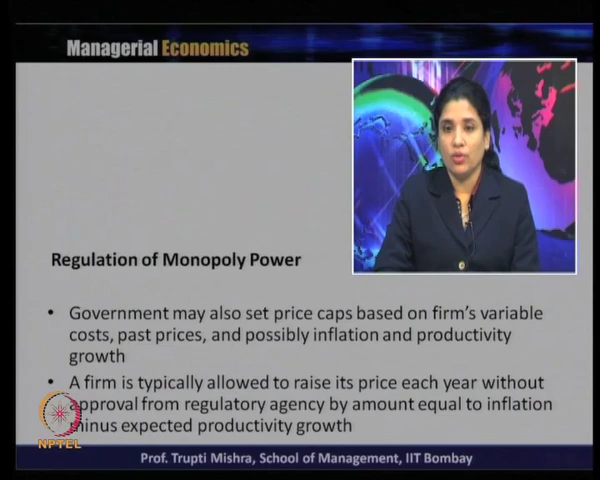 Managerial Economics
Regulation of Monopoly Power
• Government may also set price caps based on firm's variable
costs, past prices, and possibly inflation and productivity
growth
• A firm is typically allowed to raise its price each year without
approval from regulatory agency by amount equal to inflation
minus expected productivity growth
NPTEL
Prof. Trupti Mishra, School of Management, IIT Bombay